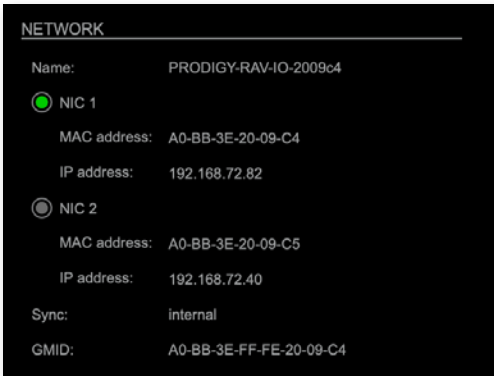 NETWORK
Name: PRODIGY-RAV-IO-2009c4
NIC 1
MAC address: A0-BB-3E-20-09-C4
IP address: 192.168.72.82
NIC 2
MAC address: A0-BB-3E-20-09-C5
IP address: 192.168.72.40
Sync: internal
GMID: A0-BB-3E-FF-FE-20-09-C4